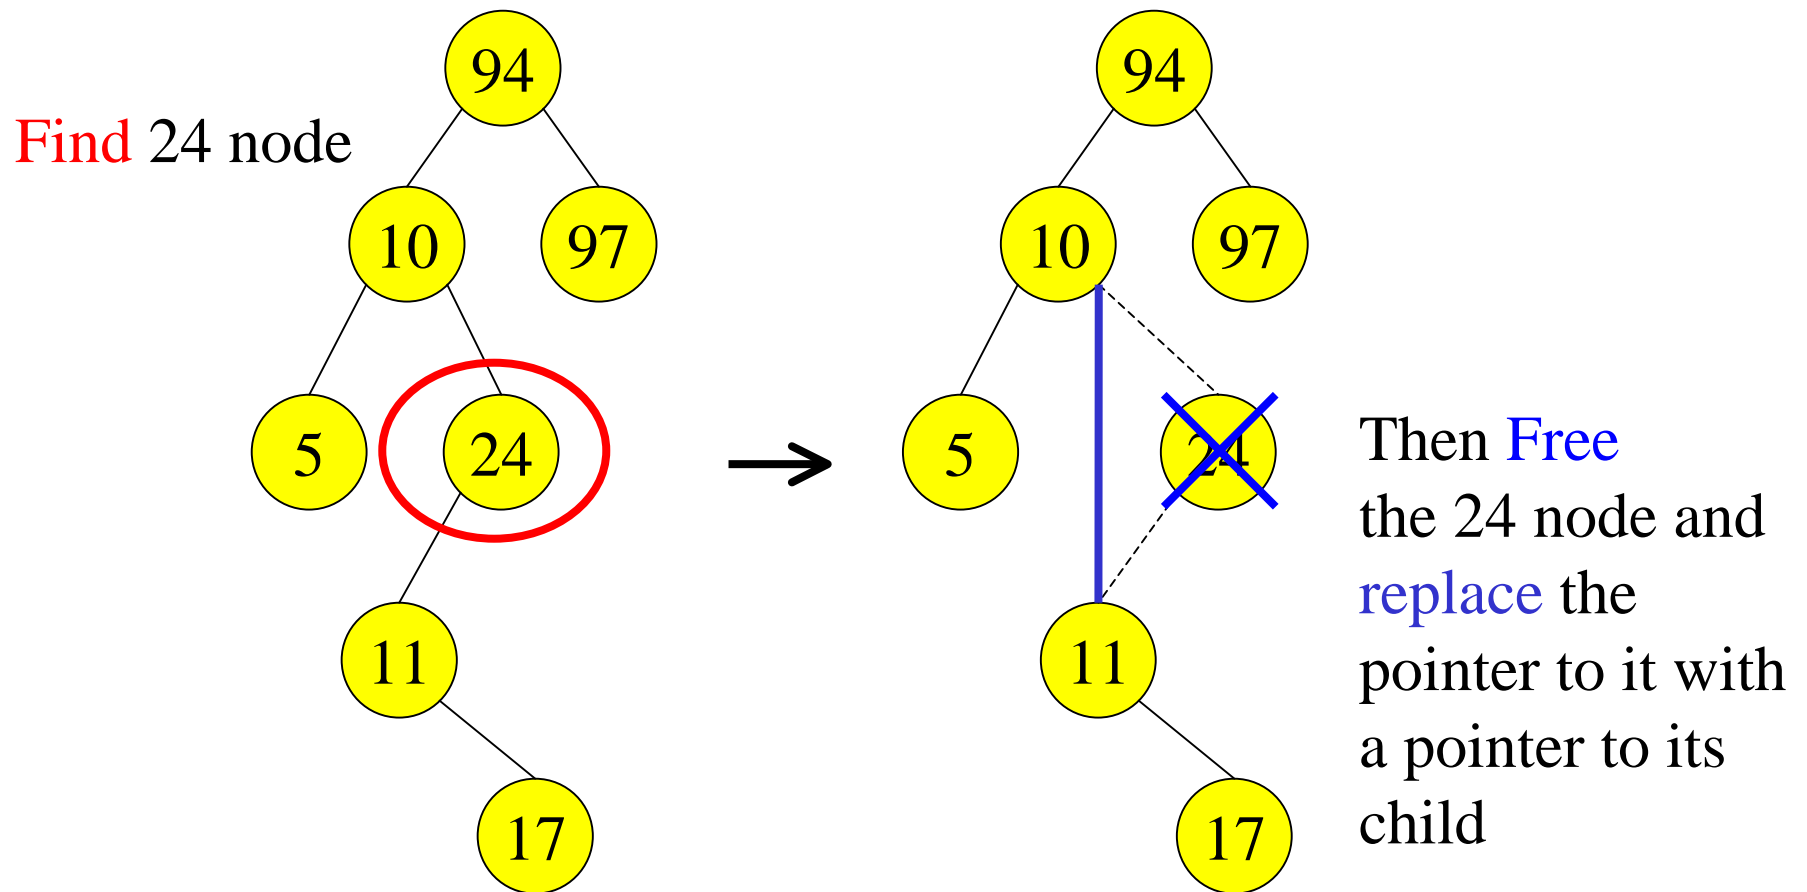 94
94
Find 24 node
10
97
10
97
5
24
5
24
Then Free
the 24 node and
replace the
pointer to it with
a pointer to its
child
11
11
17
17